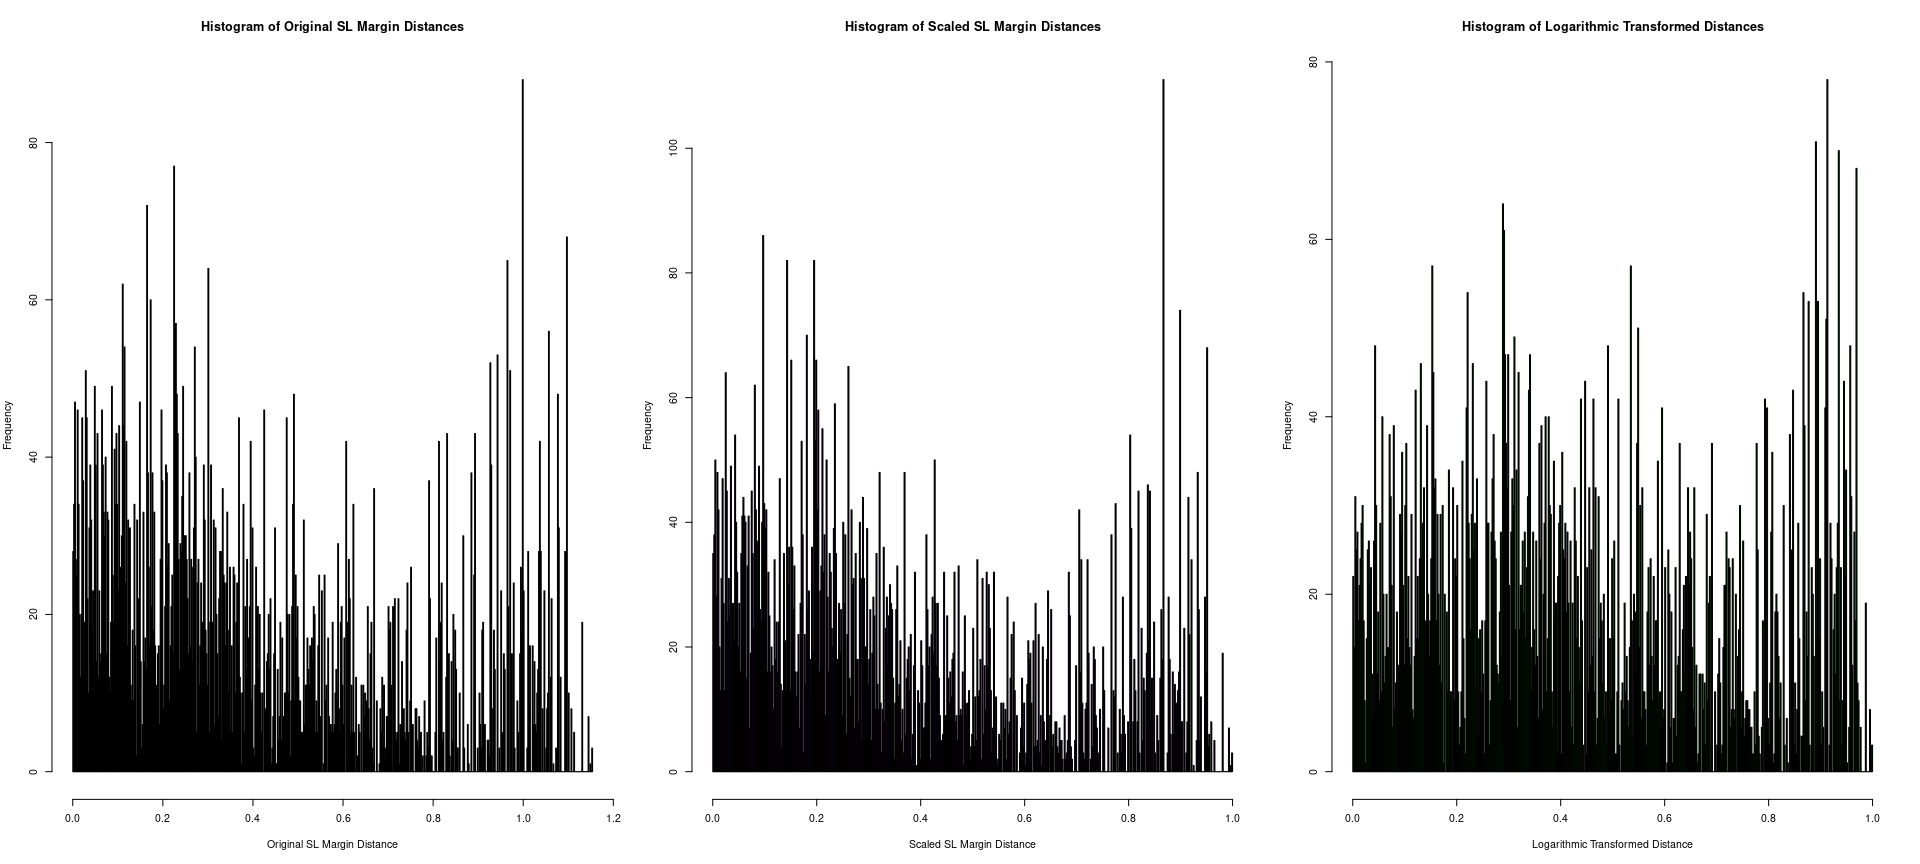 Histogram of Original SL Margin Distances
Frequency
0 20 40 60 80
0.0 0.2 0.4 0.6 0.8 1.0 1.2
Original SL Margin Distance
Histogram of Scaled SL Margin Distances
Frequency
0 20 40 60 80 100
0.0 0.2 0.4 0.6 0.8 1.0
Scaled SL Margin Distance
Histogram of Logarithmic Transformed Distances
Frequency
0 20 40 60 80
0.0 0.2 0.4 0.6 0.8 1.0
Logarithmic Transformed Distance